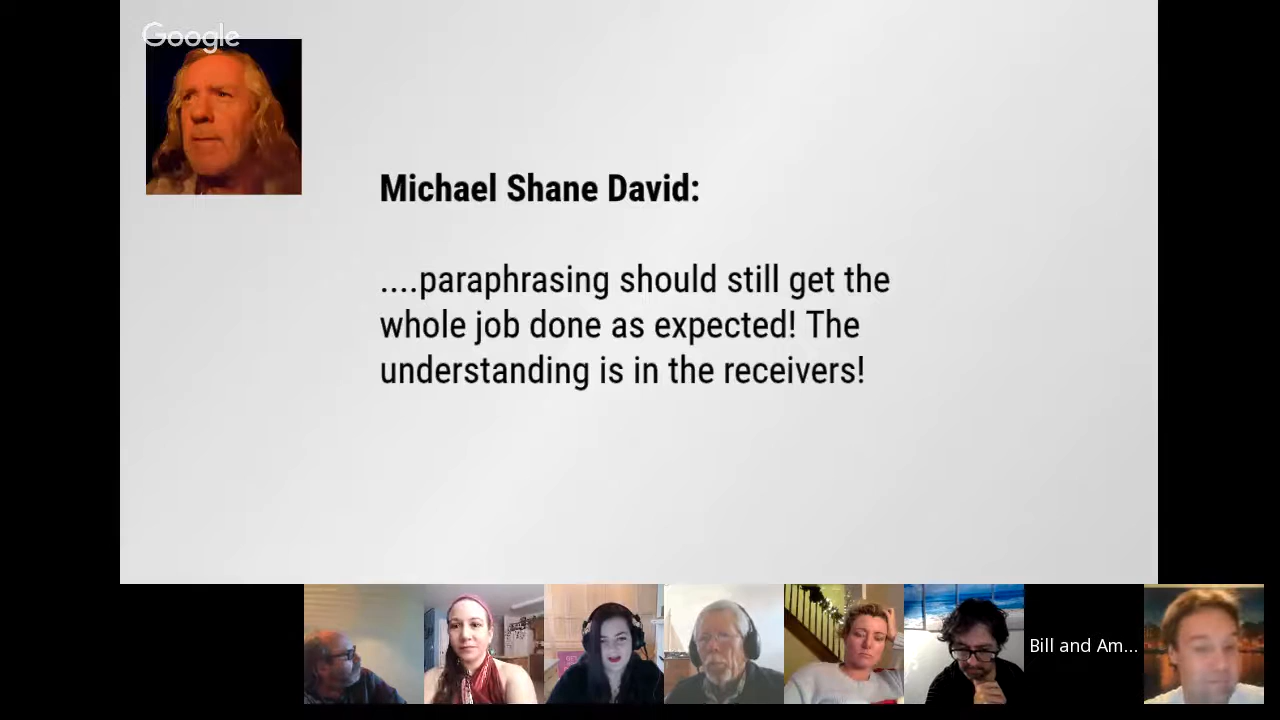 Google
Michael Shane David:
....paraphrasing should still get the
whole job done as expected! The
understanding is in the receivers!
Bill and Am...